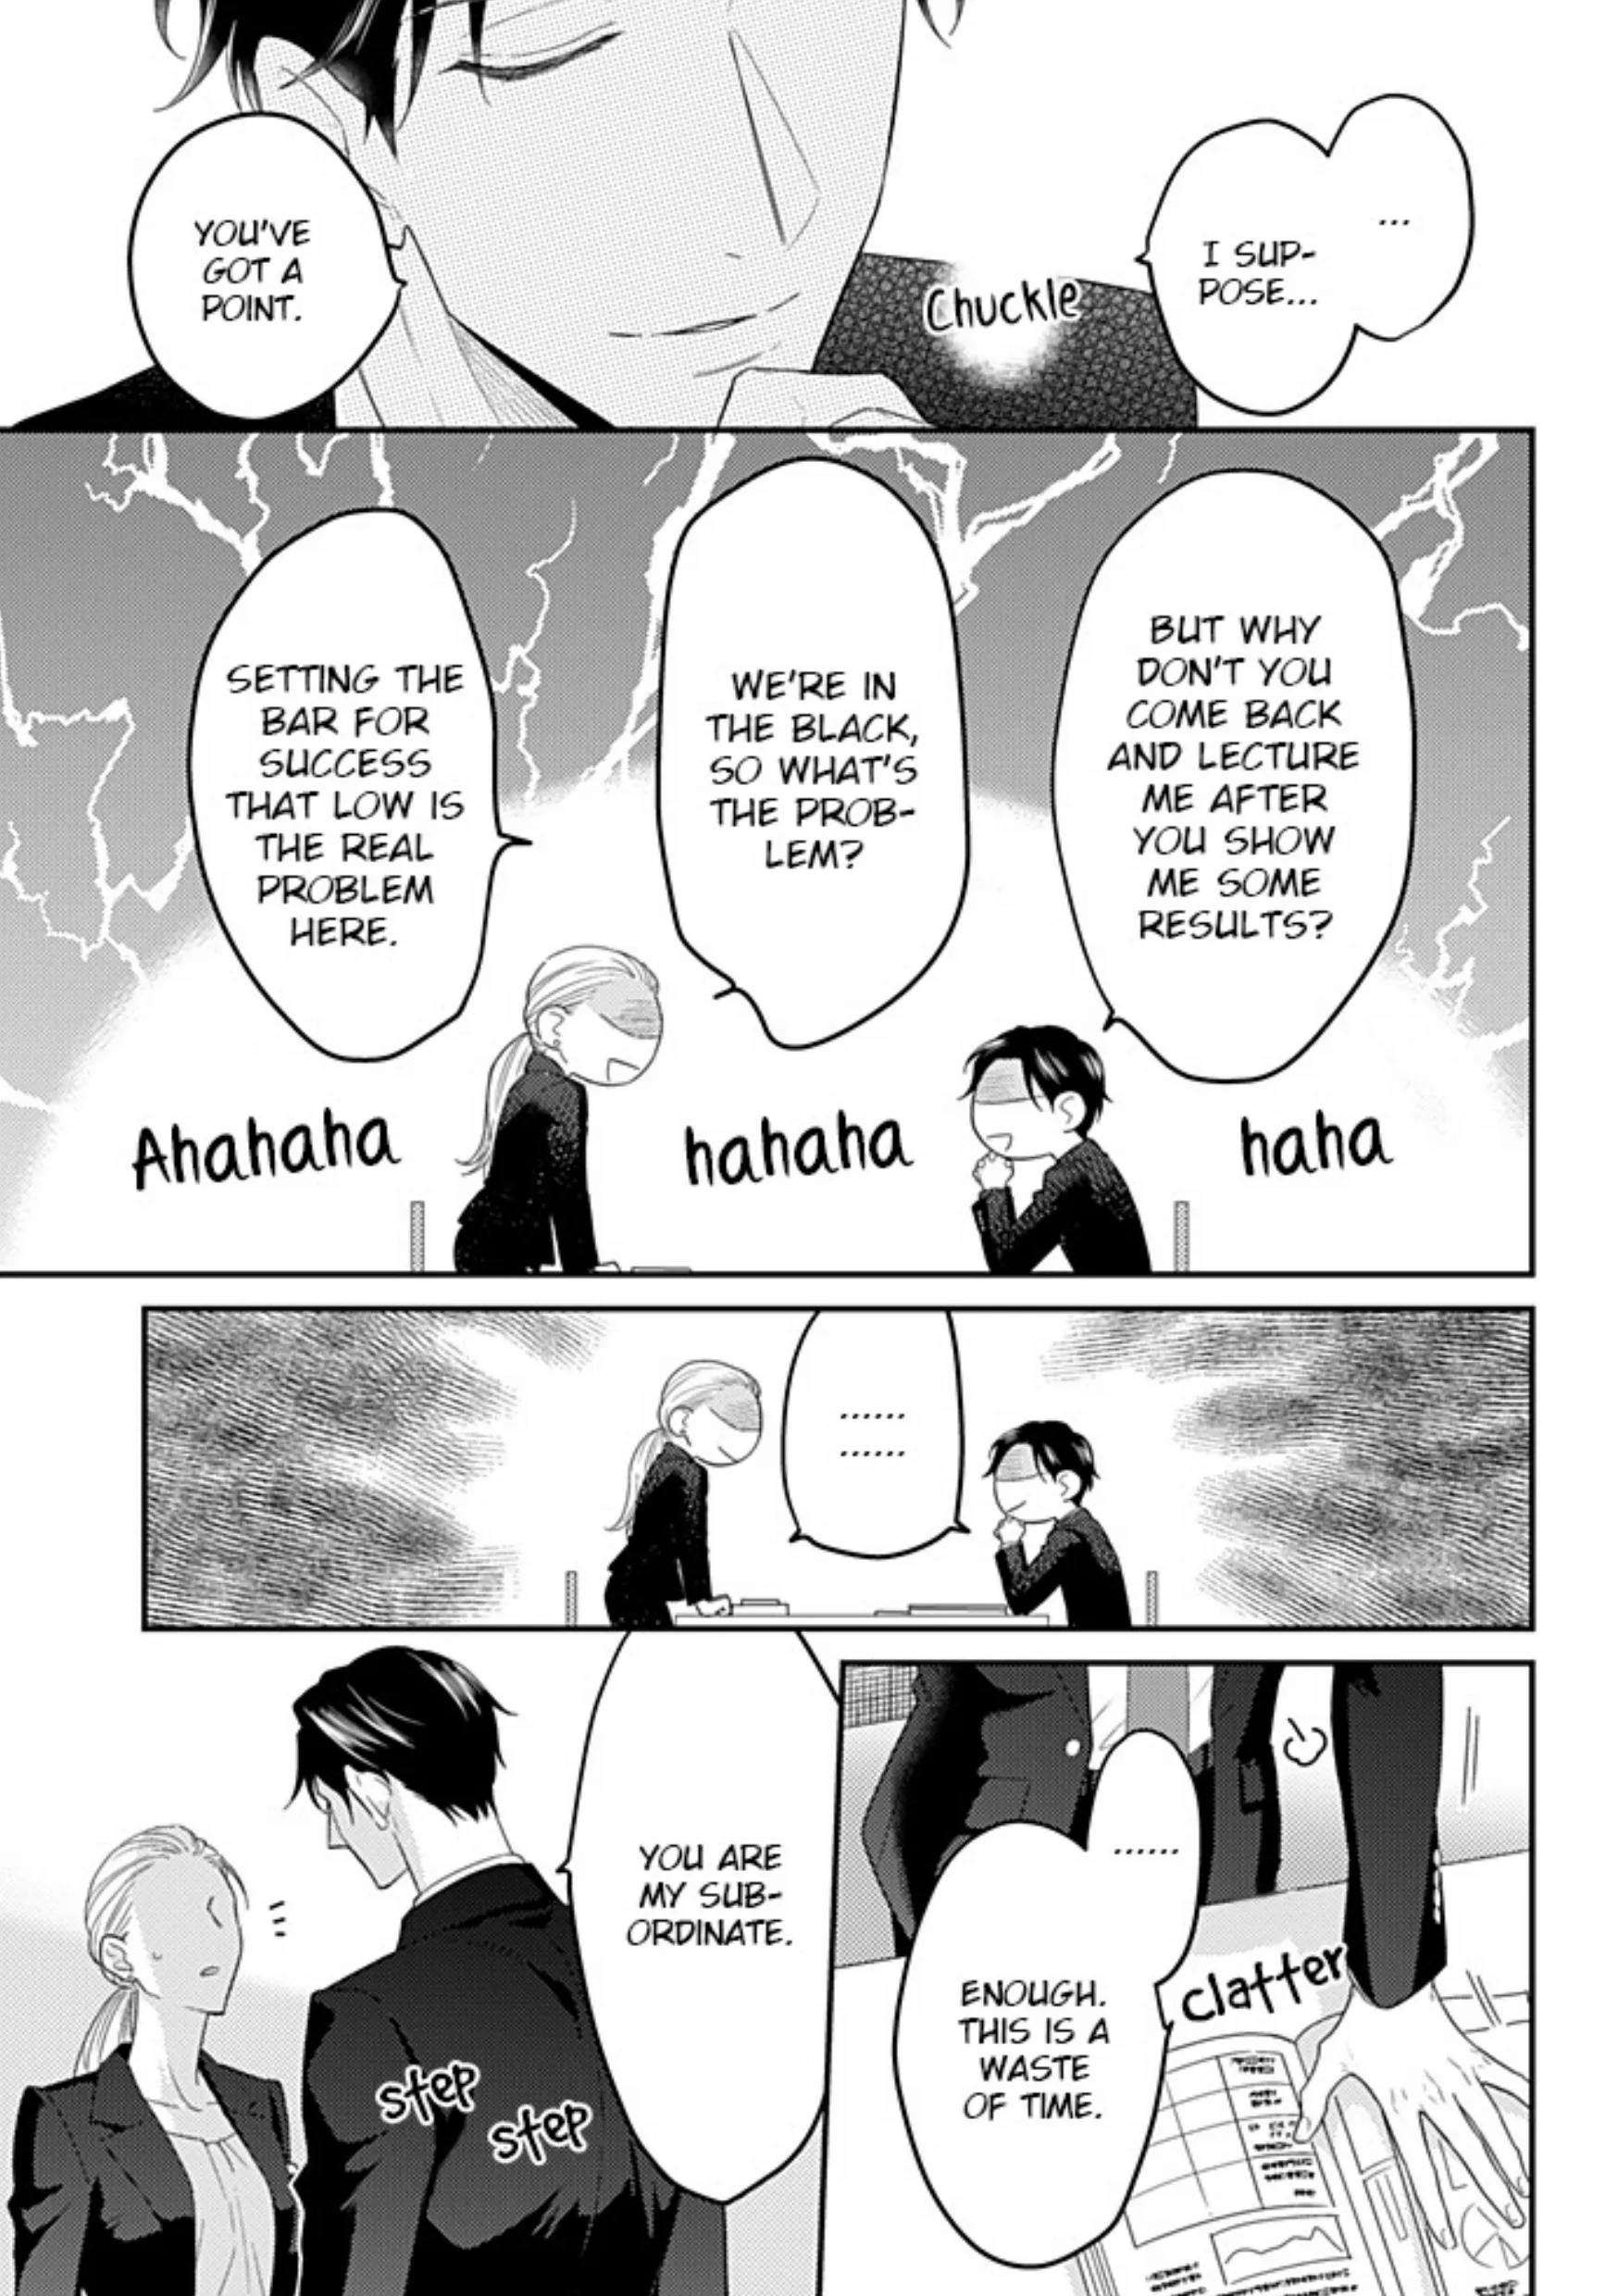 ...
I SUP-
POSE...
Chuckle
YOU'VE
GOT A
POINT.
BUT WHY
DON'T YOU
COME BACK
AND LECTURE
ME AFTER
YOU SHOW
ME SOME
RESULTS?
WE'RE IN
THE BLACK,
SO WHAT'S
THE PROB-
LEM?
SETTING THE
BAR FOR
SUCCESS
THAT LOW IS
THE REAL
PROBLEM
HERE.
haha
hahaha
Ahahaha
......
......
......
ENOUGH.
THIS IS A
WASTE
OF TIME.
clatter
YOU ARE
MY SUB-
ORDINATE.
step
step